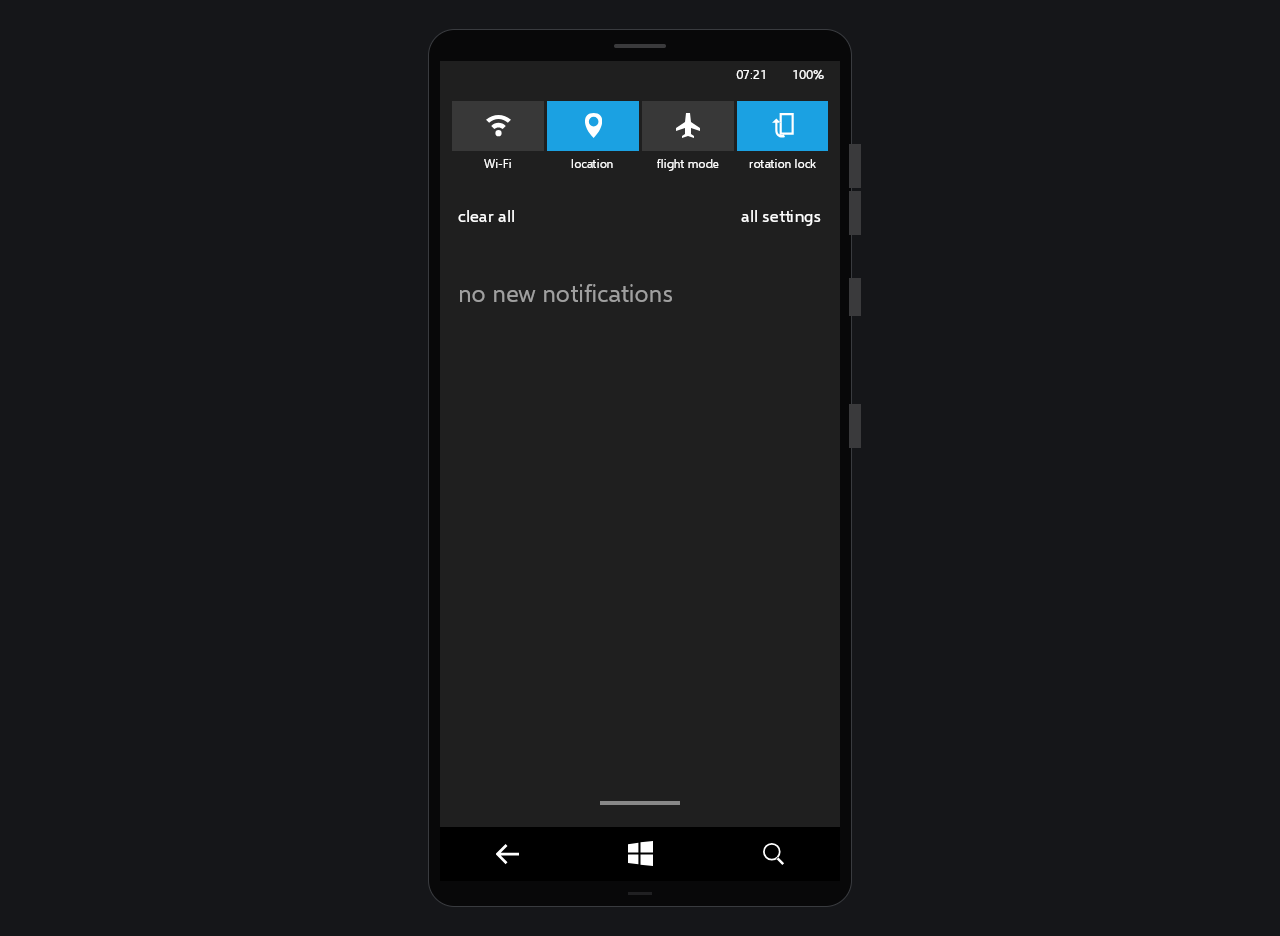 07:21 100%
Wi-Fi location flight mode rotation lock
clear all all settings
no new notifications